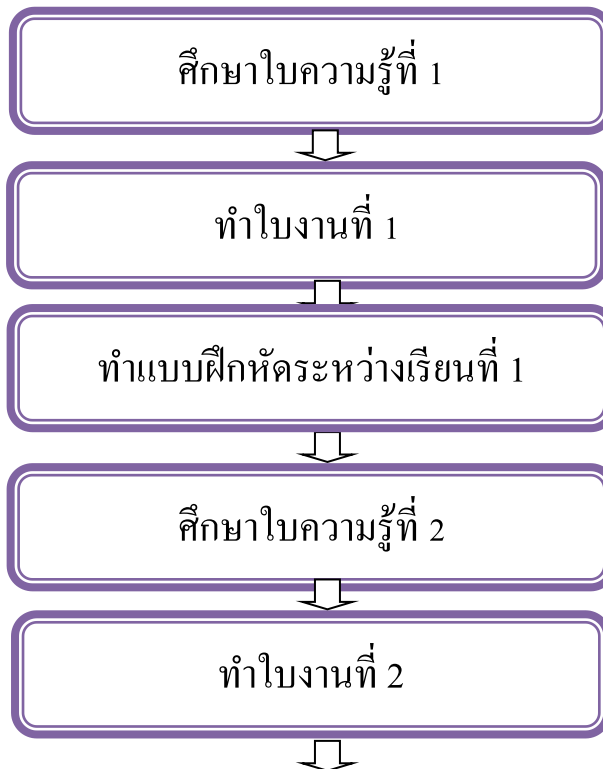 ศึกษาใบความรู้ที่ 1
ทำใบงานที่ 1
ทำแบบฝึกหัดระหว่างเรียนที่ 1
ศึกษาใบความรู้ที่ 2
ทำใบงานที่ 2